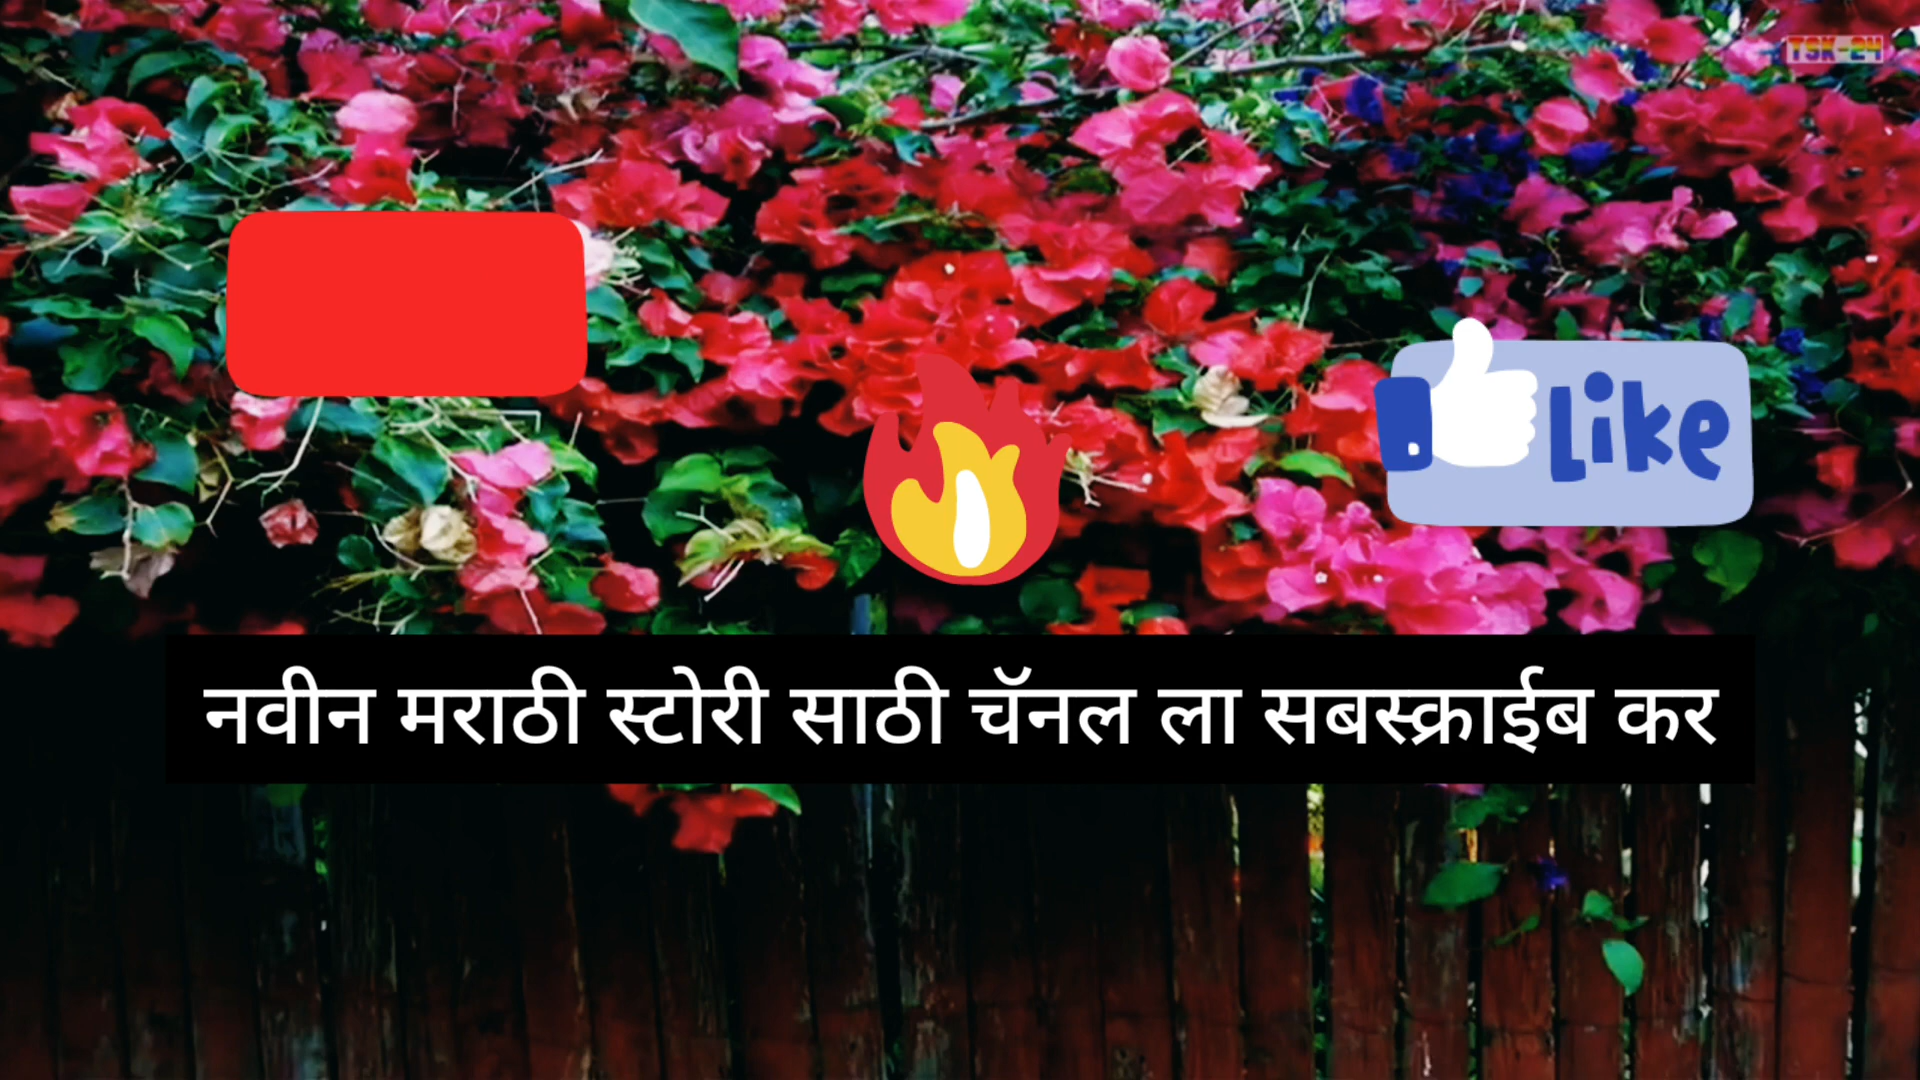 TSK-24
Like
नवीन मराठी स्टोरी साठी चॅनल ला सबस्क्राईब कर